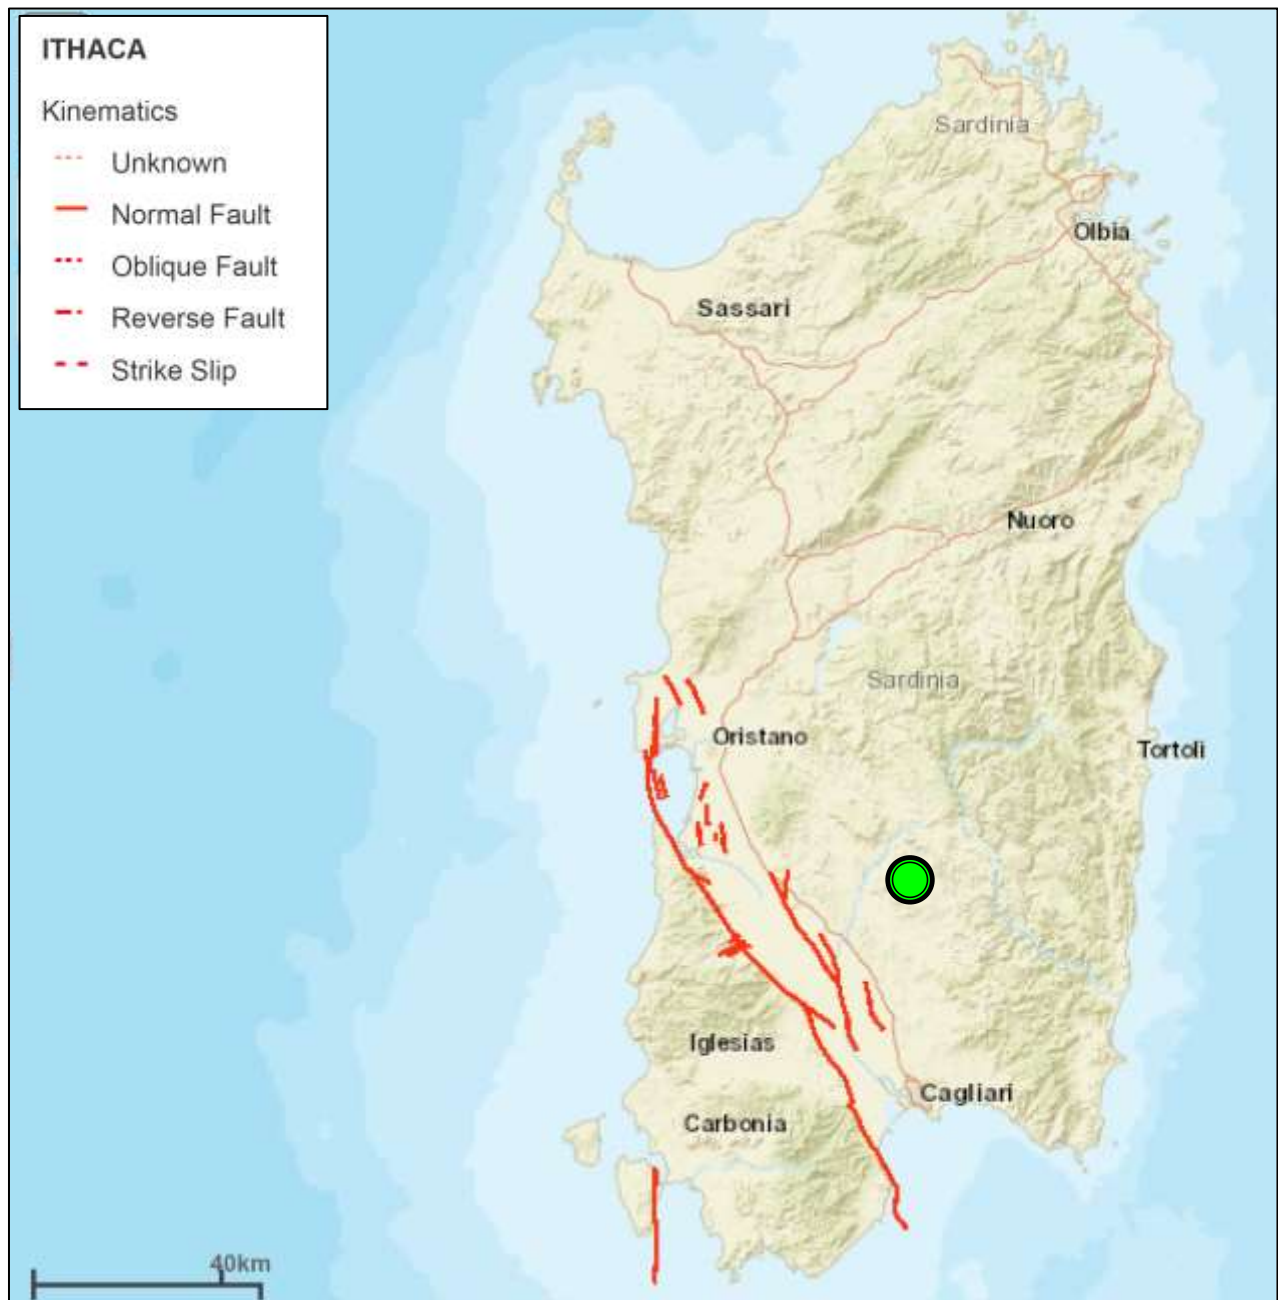 ITHACA
Kinematics
Unknown
Normal Fault
Oblique Fault
Reverse Fault
Strike Slip
Sardinia
Olbia
Sassari
Nuoro
Sardinia
Oristano
Tortoli
Iglesias
Cagliari
Carbonia
40km